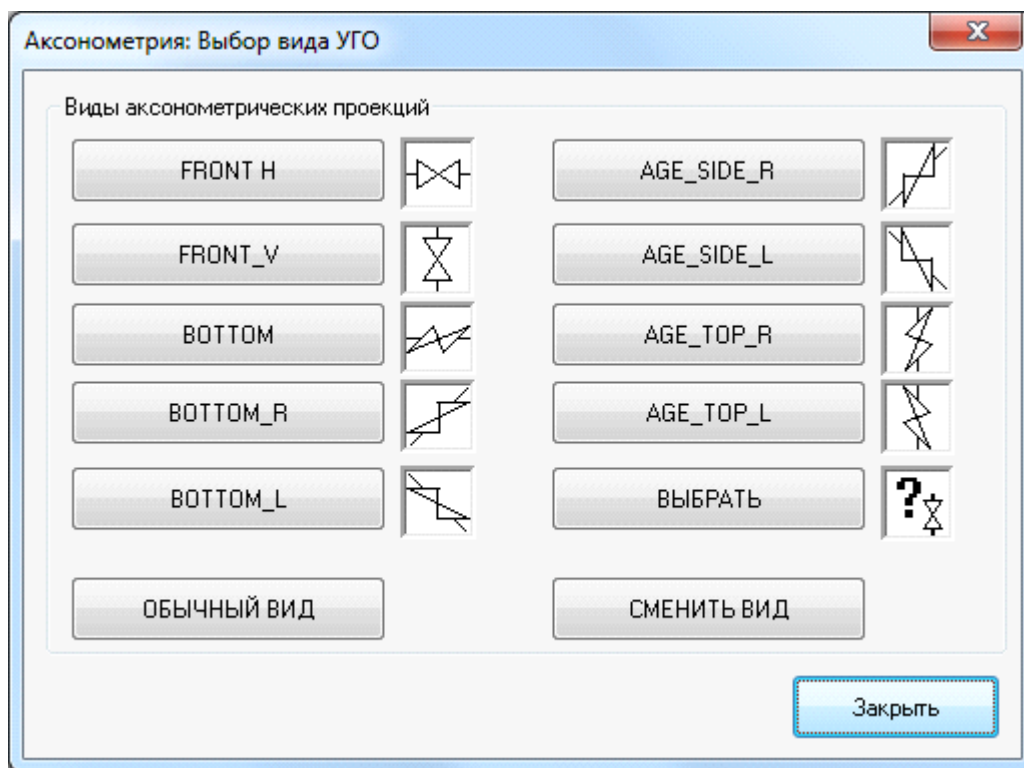 Аксонометрия: Выбор вида УГО
Виды аксонометрических проекций
FRONT H
AGE_SIDE_R
FRONT_V
AGE_SIDE_L
BOTTOM
AGE_TOP_R
BOTTOM_R
AGE_TOP_L
BOTTOM_L
ВЫБРАТЬ
?
ОБЫЧНЫЙ ВИД
СМЕНИТЬ ВИД
Закрыть